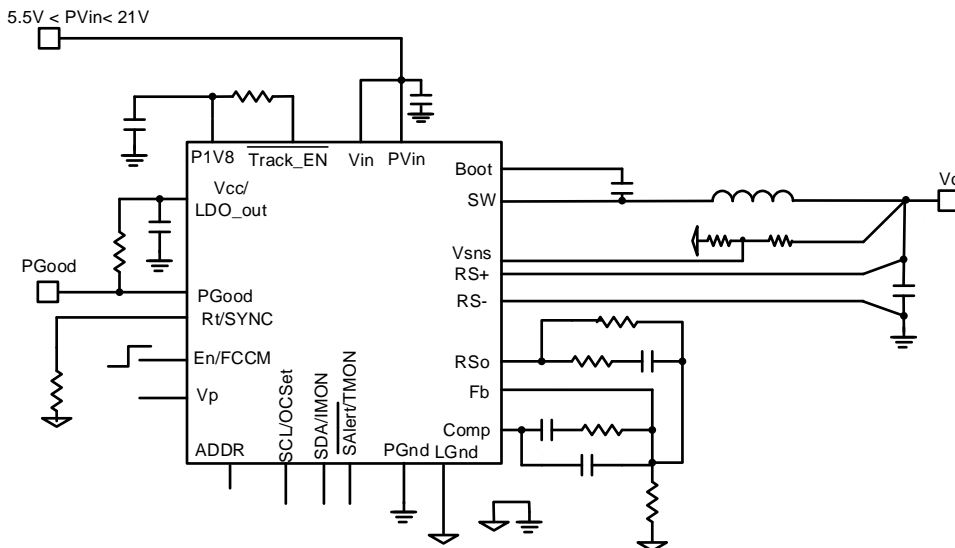 5.5V < PVin< 21V
P1V8
Track_EN
Vin
PVin
Boot
Vcc/
LDO_out
SW
Vsns
RS+
RS-
PGood
PGood
Rt/SYNC
En/FCCM
Vp
RSo
Fb
Comp
ADDR
SCL/OCSet
SDA/IMON
SAlert/TMON
PGnd
LGnd